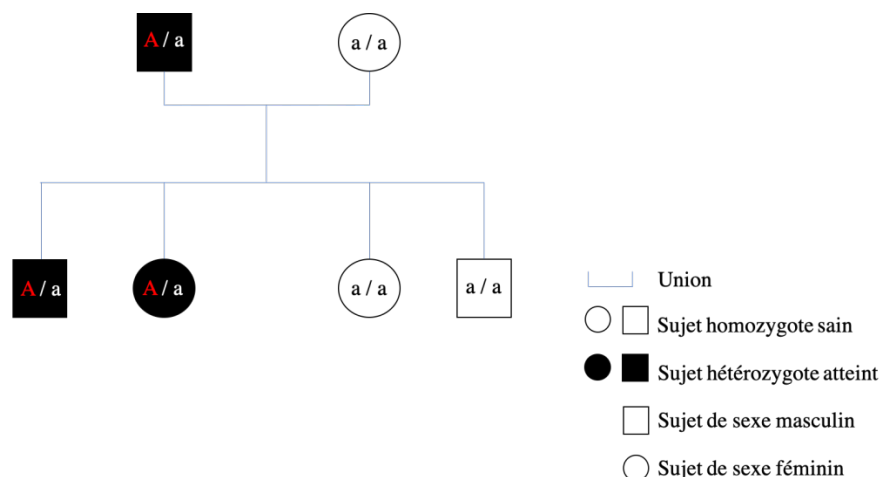 A / a
a / a
A / a
A / a
a / a
a / a
Union
Sujet homozygote sain
Sujet hétérozygote atteint
Sujet de sexe masculin
Sujet de sexe féminin